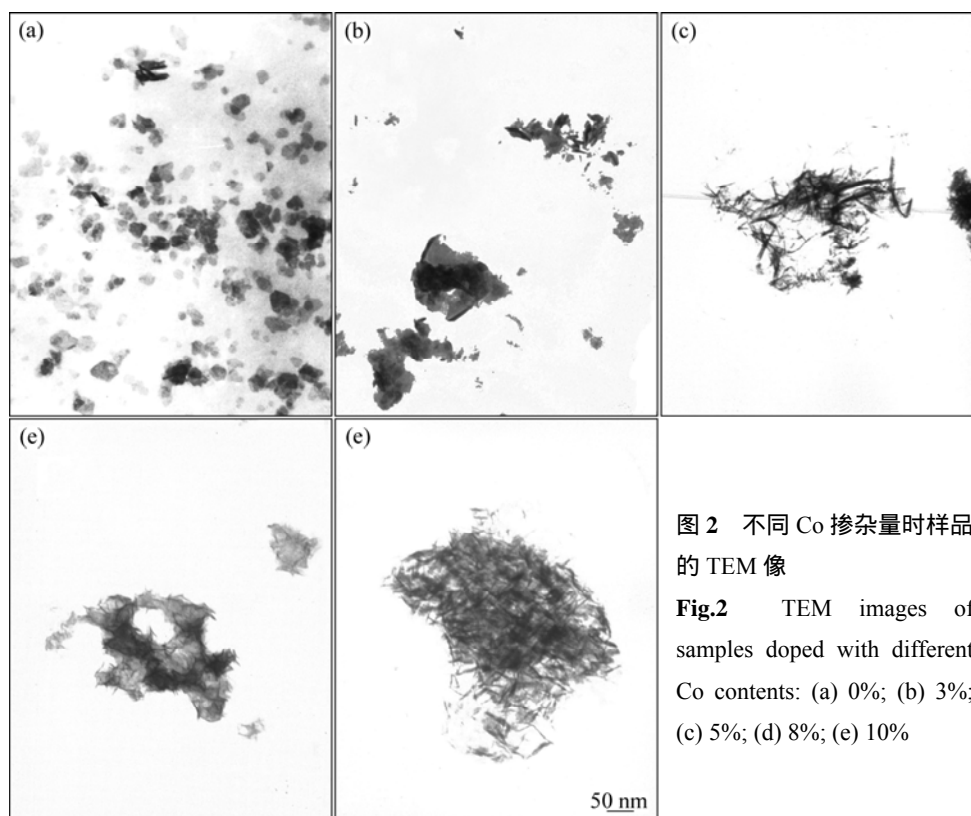 (a)
(b)
(c)
(e)
(e)
50 nm
图 2 不同 Co 掺杂量时样品
的 TEM 像
Fig.2 TEM images of
samples doped with different
Co contents: (a) 0%; (b) 3%;
(c) 5%; (d) 8%; (e) 10%